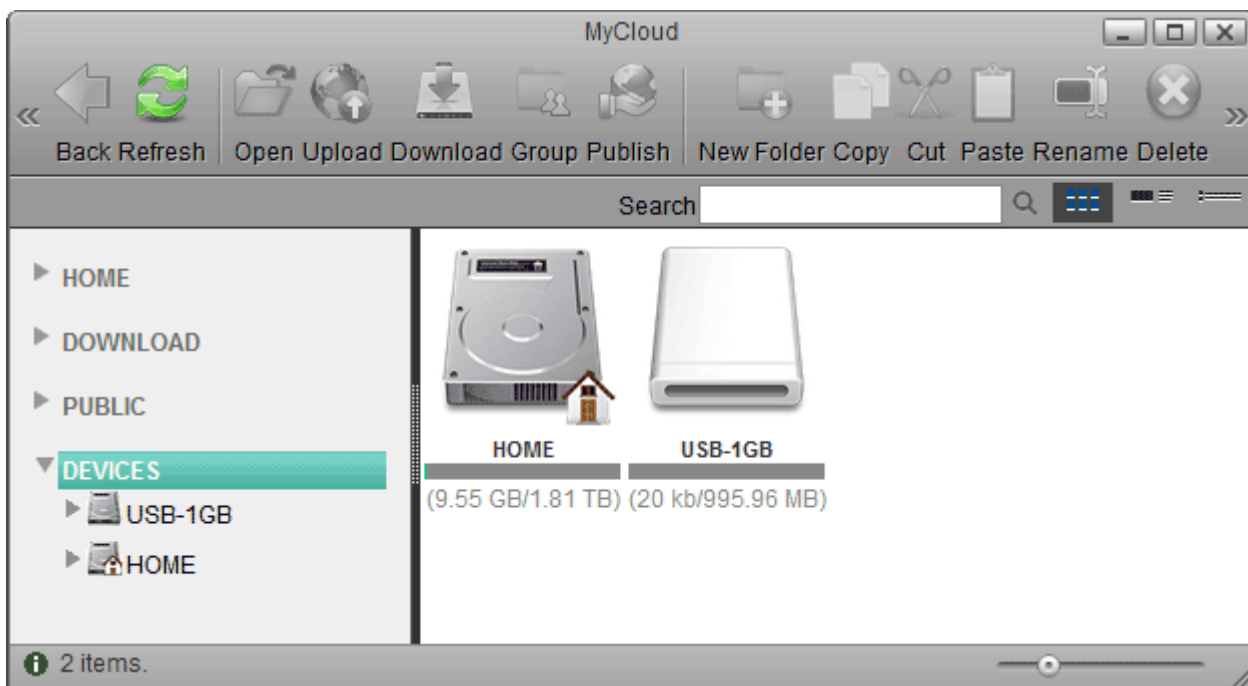 MyCloud
Back Refresh Open Upload Download Group Publish New Folder Copy Cut Paste Rename Delete
Search
HOME
DOWNLOAD
PUBLIC
DEVICES
USB-1GB
HOME
HOME USB-1GB
(9.55 GB/1.81 TB) (20 kb/995.96 MB)
2 items.